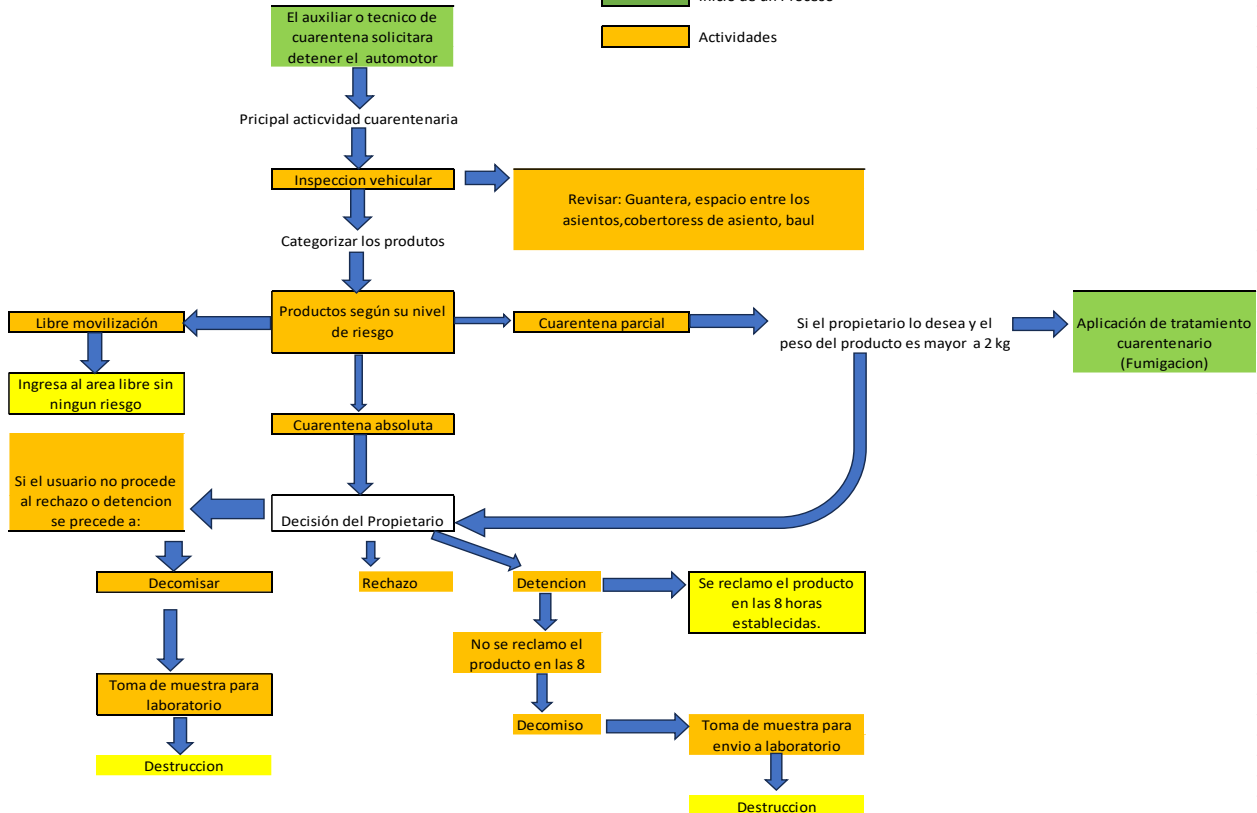 Inicio de un Proceso
El auxiliar o tecnico de
cuarentena solicitara
detener el automotor
Actividades
Pricipal acticvidad cuarentenaria
Inspeccion vehicular
Revisar: Guantera, espacio entre los
asientos,cobertoress de asiento, baul
Categorizar los produtos
Productos según su nivel
de riesgo
Libre movilización
Cuarentena parcial
Si el propietario lo desea y el
peso del producto es mayor a 2 kg
Aplicación de tratamiento
cuarentenario
(Fumigacion)
Ingresa al area libre sin
ningun riesgo
Cuarentena absoluta
Si el usuario no procede
al rechazo o detencion
se precede a:
Decisión del Propietario
Decomisar
Rechazo
Detencion
Se reclamo el producto
en las 8 horas
establecidas.
No se reclamo el
producto en las 8
Toma de muestra para
laboratorio
Decomiso
Toma de muestra para
envio a laboratorio
Destruccion
Destruccion